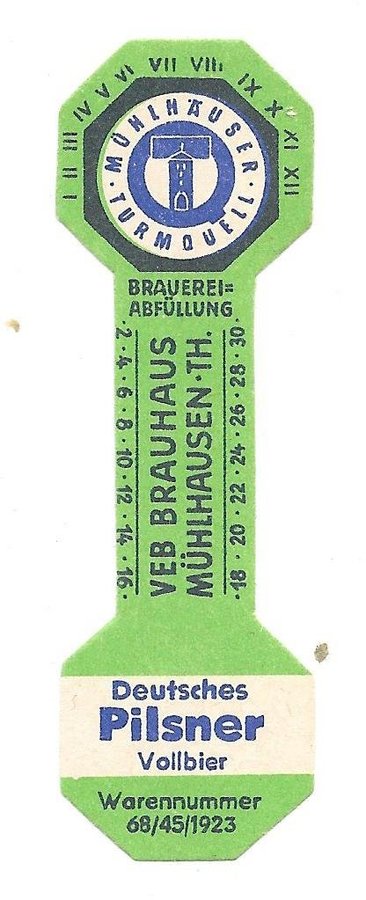 I II III IV V VI VII VIII IX X XI XII
MÜHLHÄUSER
· TURMQUELL ·
BRAUEREI=
ABFÜLLUNG
2 · 4 · 6 · 8 · 10 · 12 · 14 · 16 ·
VEB BRAUHAUS
MÜHLHAUSEN · TH.
· 18 · 20 · 22 · 24 · 26 · 28 · 30 ·
Deutsches
Pilsner
Vollbier
Warennummer
68/45/1923